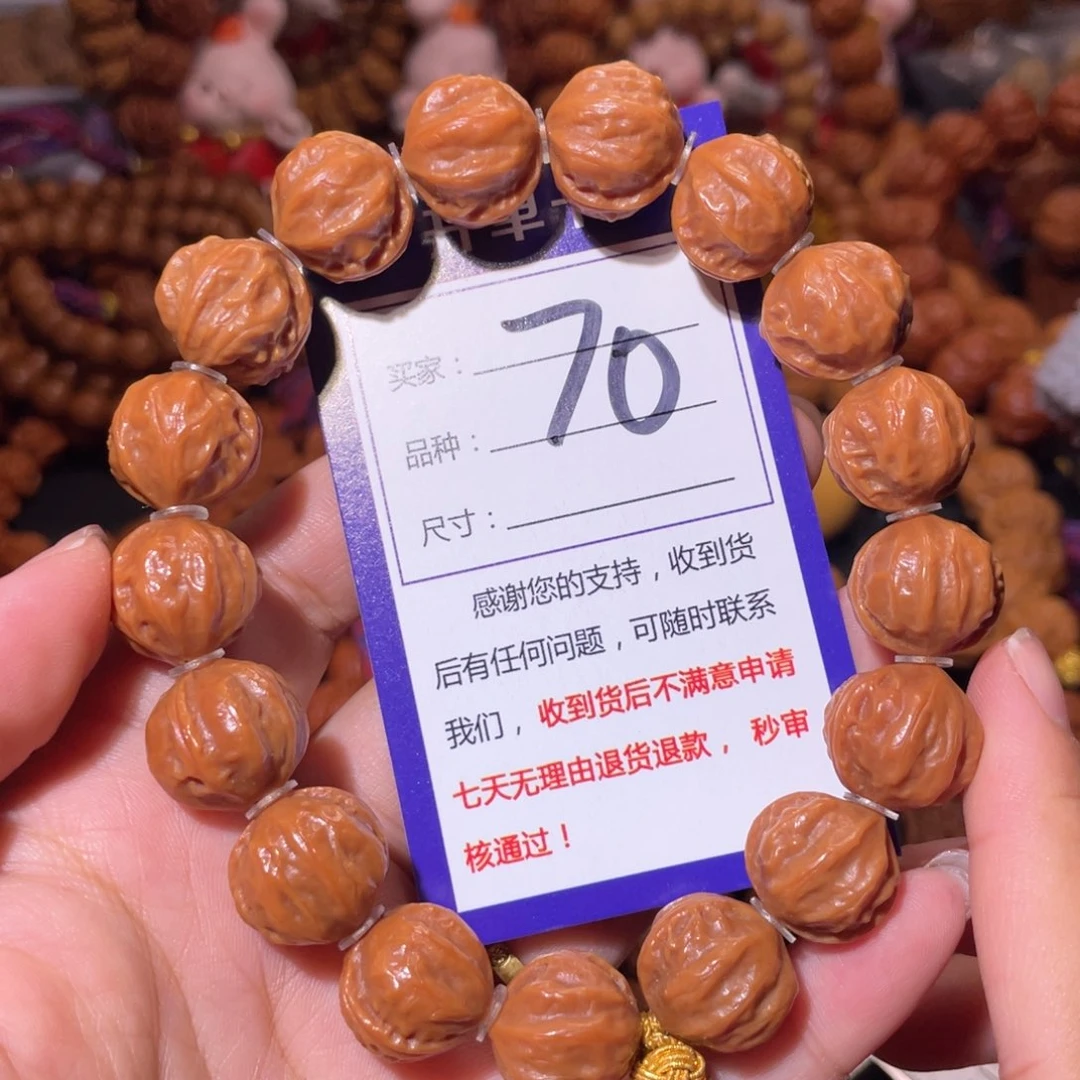 70
买家：
品种：
尺寸：
感谢您的支持，收到货
后有任何问题，可随时联系
我们，收到货后不满意申请
七天无理由退货退款，秒审
核通过！